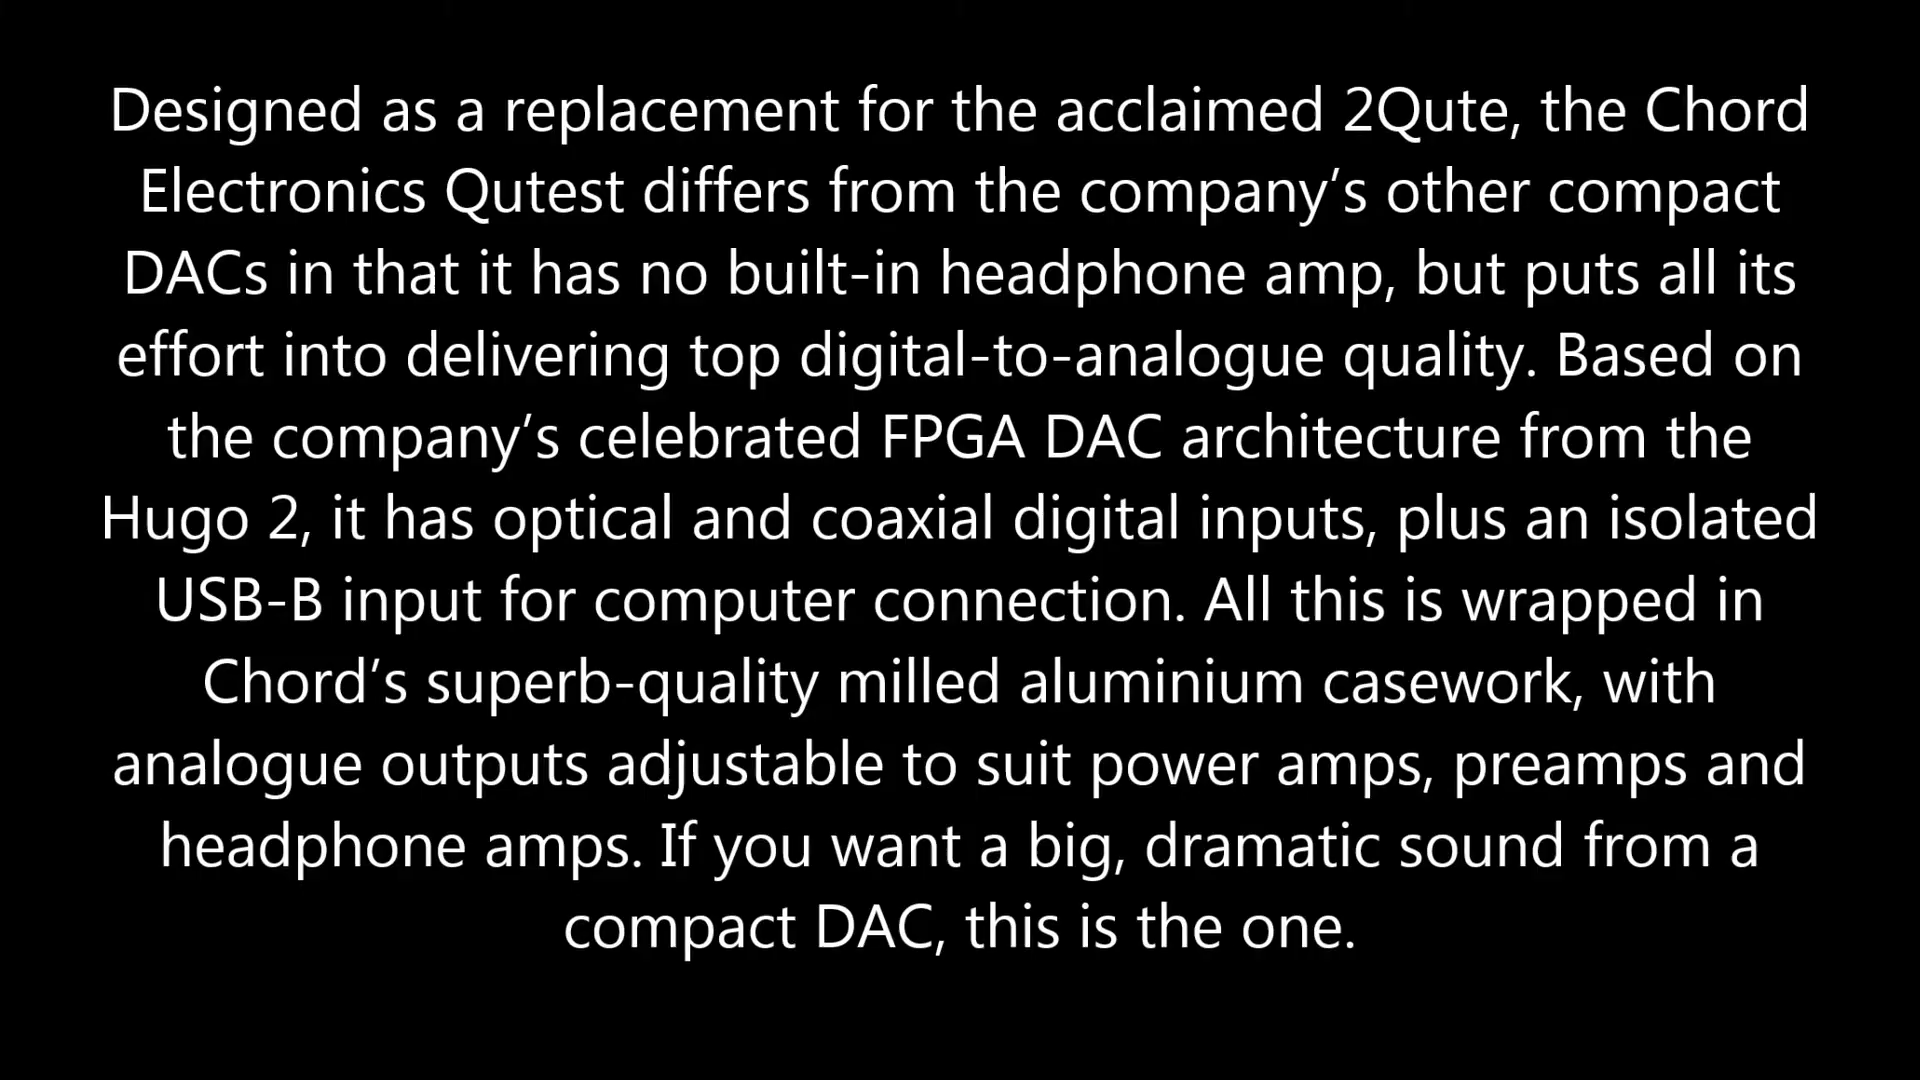 Designed as a replacement for the acclaimed 2Qute, the Chord
Electronics Qutest differs from the company’s other compact
DACs in that it has no built-in headphone amp, but puts all its
effort into delivering top digital-to-analogue quality. Based on
the company’s celebrated FPGA DAC architecture from the
Hugo 2, it has optical and coaxial digital inputs, plus an isolated
USB-B input for computer connection. All this is wrapped in
Chord’s superb-quality milled aluminium casework, with
analogue outputs adjustable to suit power amps, preamps and
headphone amps. If you want a big, dramatic sound from a
compact DAC, this is the one.